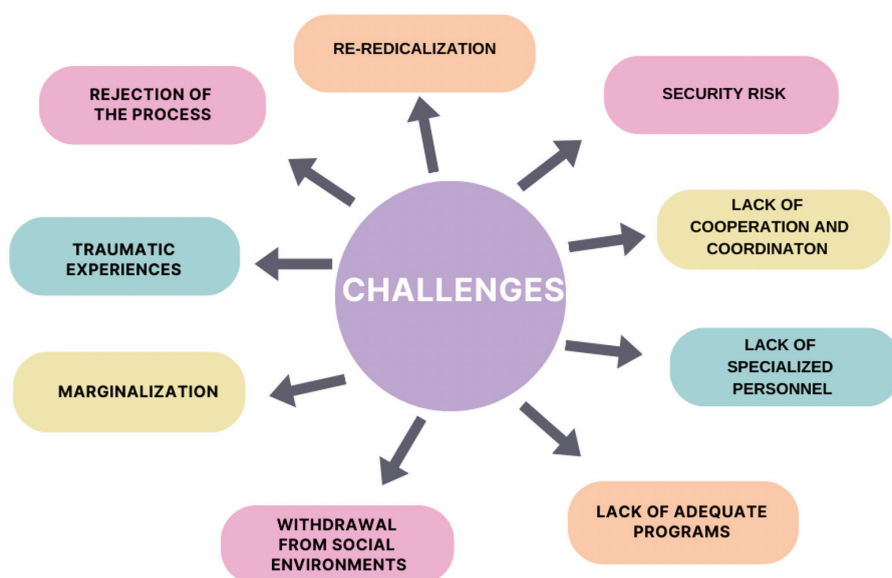 RE-REDICALIZATION
SECURITY RISK
LACK OF
COOPERATION AND
COORDINATON
LACK OF
SPECIALIZED
PERSONNEL
LACK OF ADEQUATE
PROGRAMS
WITHDRAWAL
FROM SOCIAL
ENVIRONMENTS
MARGINALIZATION
TRAUMATIC
EXPERIENCES
REJECTION OF
THE PROCESS
CHALLENGES